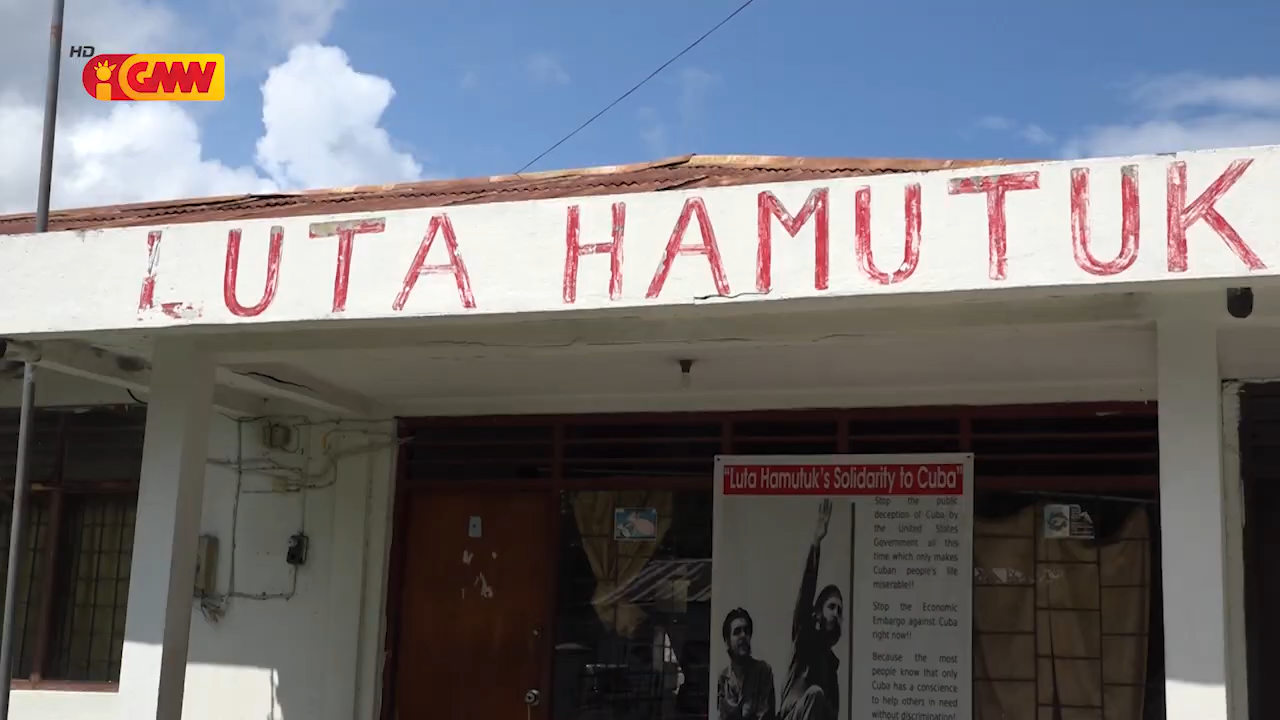 HD
GMW
LUTA HAMUTUK
"Luta Hamutuk's Solidarity to Cuba"
Stop the public
deception of Cuba by
the United States
Government all this
time which only makes
Cuban people's life
miserable!!
Stop the Economic
Embargo against Cuba
right now!!
Because the most
people know that only
Cuba has a conscience
to help others in need
without discrimination!